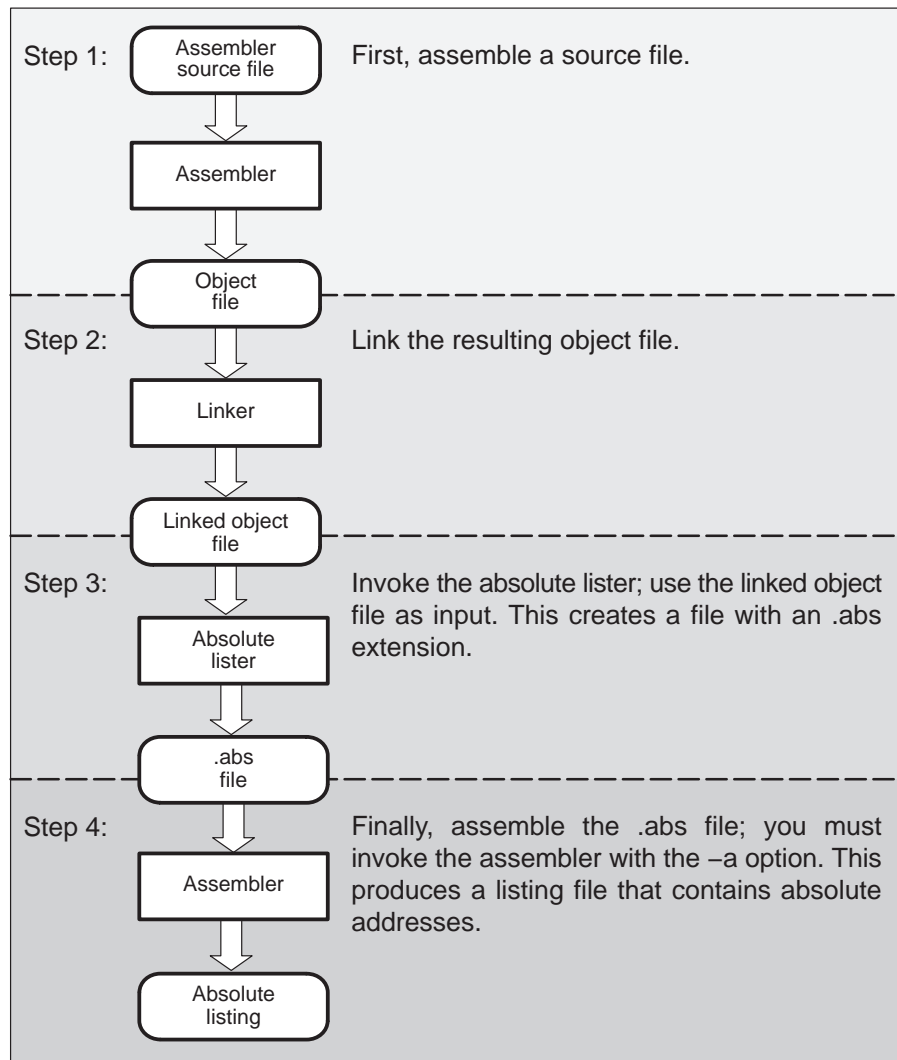 Step 1:
Assembler
source file
First, assemble a source file.
Assembler
Object
file
Step 2:
Link the resulting object file.
Linker
Linked object
file
Step 3:
Invoke the absolute lister; use the linked object
file as input. This creates a file with an .abs
extension.
Absolute
lister
.abs
file
Step 4:
Finally, assemble the .abs file; you must
invoke the assembler with the –a option. This
produces a listing file that contains absolute
addresses.
Assembler
Absolute
listing